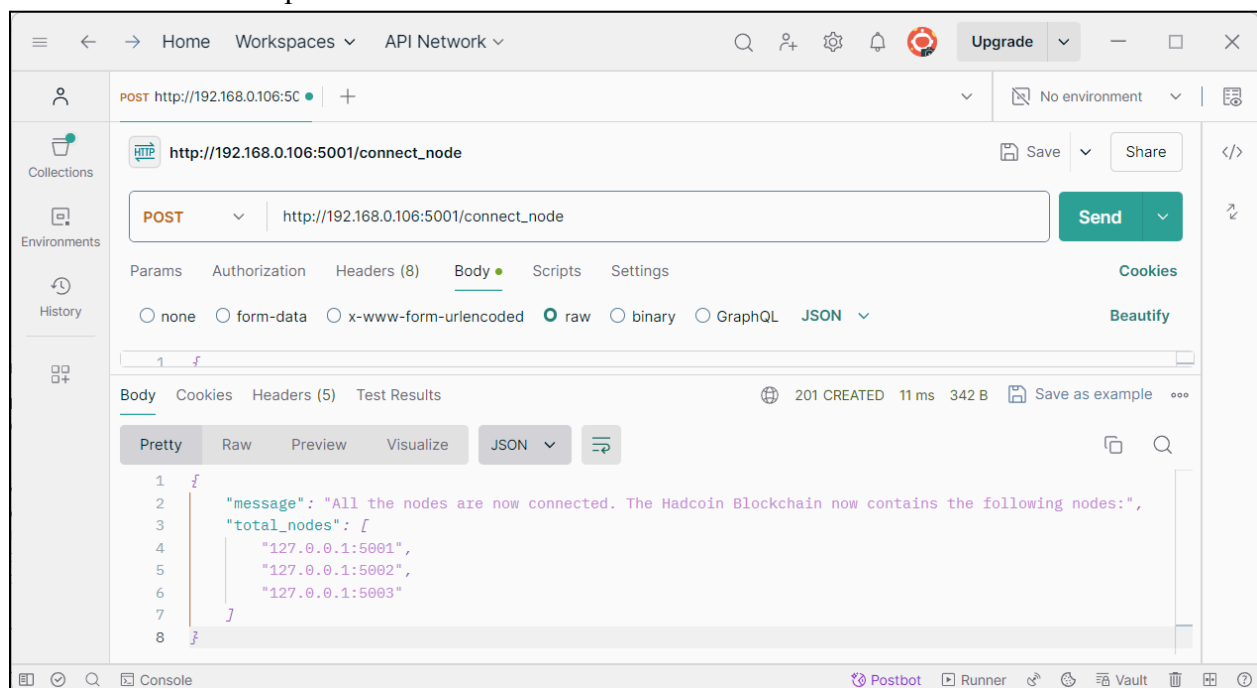 Home Workspaces API Network Upgrade
POST http://192.168.0.106:50 No environment
HTTP http://192.168.0.106:5001/connect_node Save Share
Collections
POST http://192.168.0.106:5001/connect_node Send
Environments
Params Authorization Headers (8) Body Scripts Settings Cookies
History
none form-data x-www-form-urlencoded raw binary GraphQL JSON Beautify
1 {
Body Cookies Headers (5) Test Results 201 CREATED 11 ms 342 B Save as example
Pretty Raw Preview Visualize JSON
1 {
2 "message": "All the nodes are now connected. The Hadcoin Blockchain now contains the following nodes:",
3 "total_nodes": [
4 "127.0.0.1:5001",
5 "127.0.0.1:5002",
6 "127.0.0.1:5003"
7 ]
8 }
Console Postbot Runner Vault